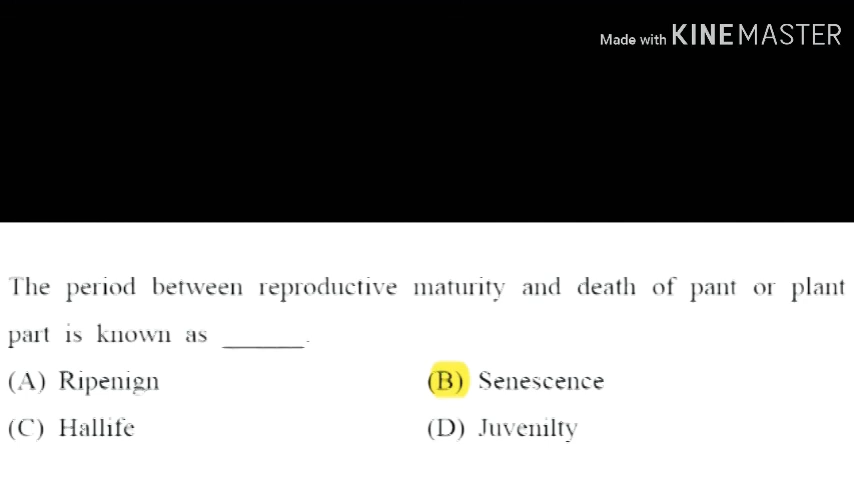 Made with KINEMASTER
The period between reproductive maturity and death of pant or plant
part is known as ______.
(A) Ripenign (B) Senescence
(C) Hallife (D) Juvenilty